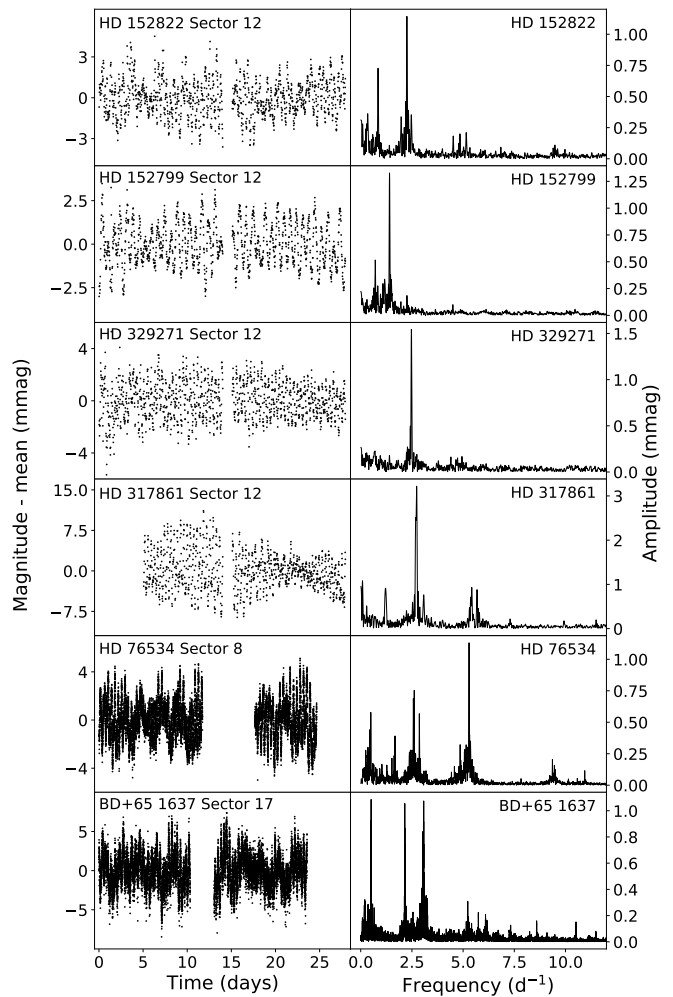 HD 152822 Sector 12
HD 152822
3
0
−3
1.00
0.75
0.50
0.25
0.00
HD 152799 Sector 12
HD 152799
2.5
0.0
−2.5
1.25
1.00
0.75
0.50
0.25
0.00
HD 329271 Sector 12
HD 329271
4
0
−4
1.5
1.0
0.5
0.0
HD 317861 Sector 12
HD 317861
15.0
7.5
0.0
−7.5
3
2
1
0
HD 76534 Sector 8
HD 76534
4
0
−4
1.00
0.75
0.50
0.25
0.00
BD+65 1637 Sector 17
BD+65 1637
5
0
−5
1.0
0.8
0.6
0.4
0.2
0.0
0 5 10 15 20 25
0.0 2.5 5.0 7.5 10.0
Time (days)
Frequency (d⁻¹)
Magnitude - mean (mmag)
Amplitude (mmag)